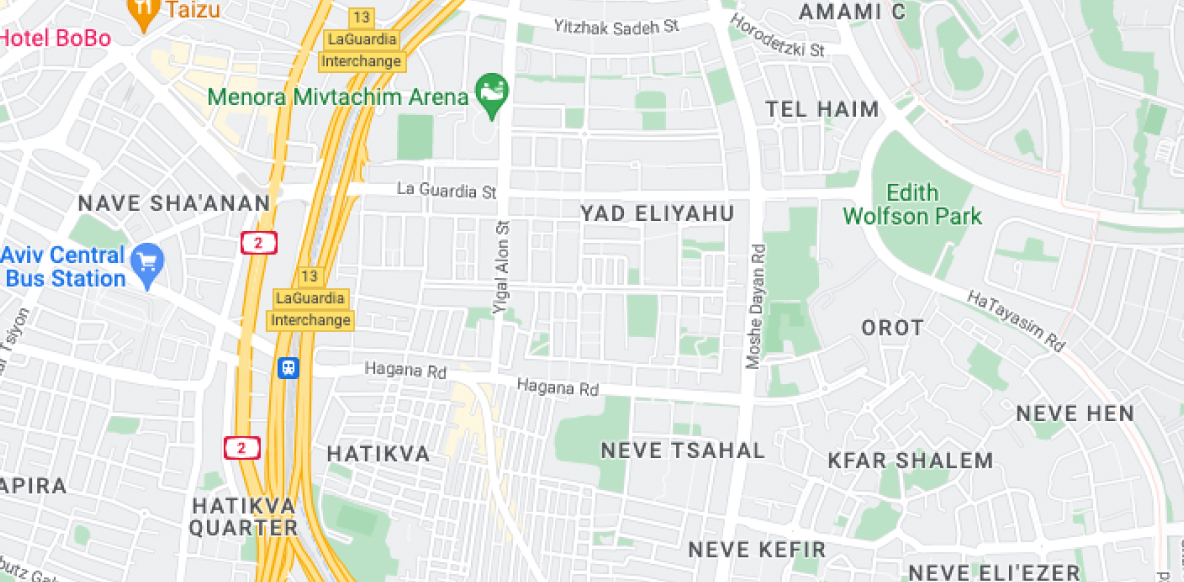 Taizu
Hotel BoBo
13
LaGuardia
Interchange
Yitzhak Sadeh St
Horodetzki St
AMAMI C
Menora Mivtachim Arena
TEL HAIM
NAVE SHA'ANAN
La Guardia St
YAD ELIYAHU
Edith
Wolfson Park
2
Aviv Central
Bus Station
13
LaGuardia
Interchange
Yigal Alon St
Moshe Dayan Rd
HaTayasim Rd
OROT
Hagana Rd
Hagana Rd
NEVE HEN
2
HATIKVA
NEVE TSAHAL
KFAR SHALEM
APIRA
HATIKVA
QUARTER
NEVE KEFIR
NEVE ELI'EZER